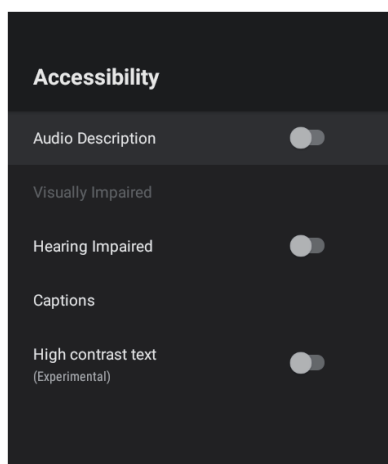 Accessibility
Audio Description
Visually Impaired
Hearing Impaired
Captions
High contrast text
(Experimental)